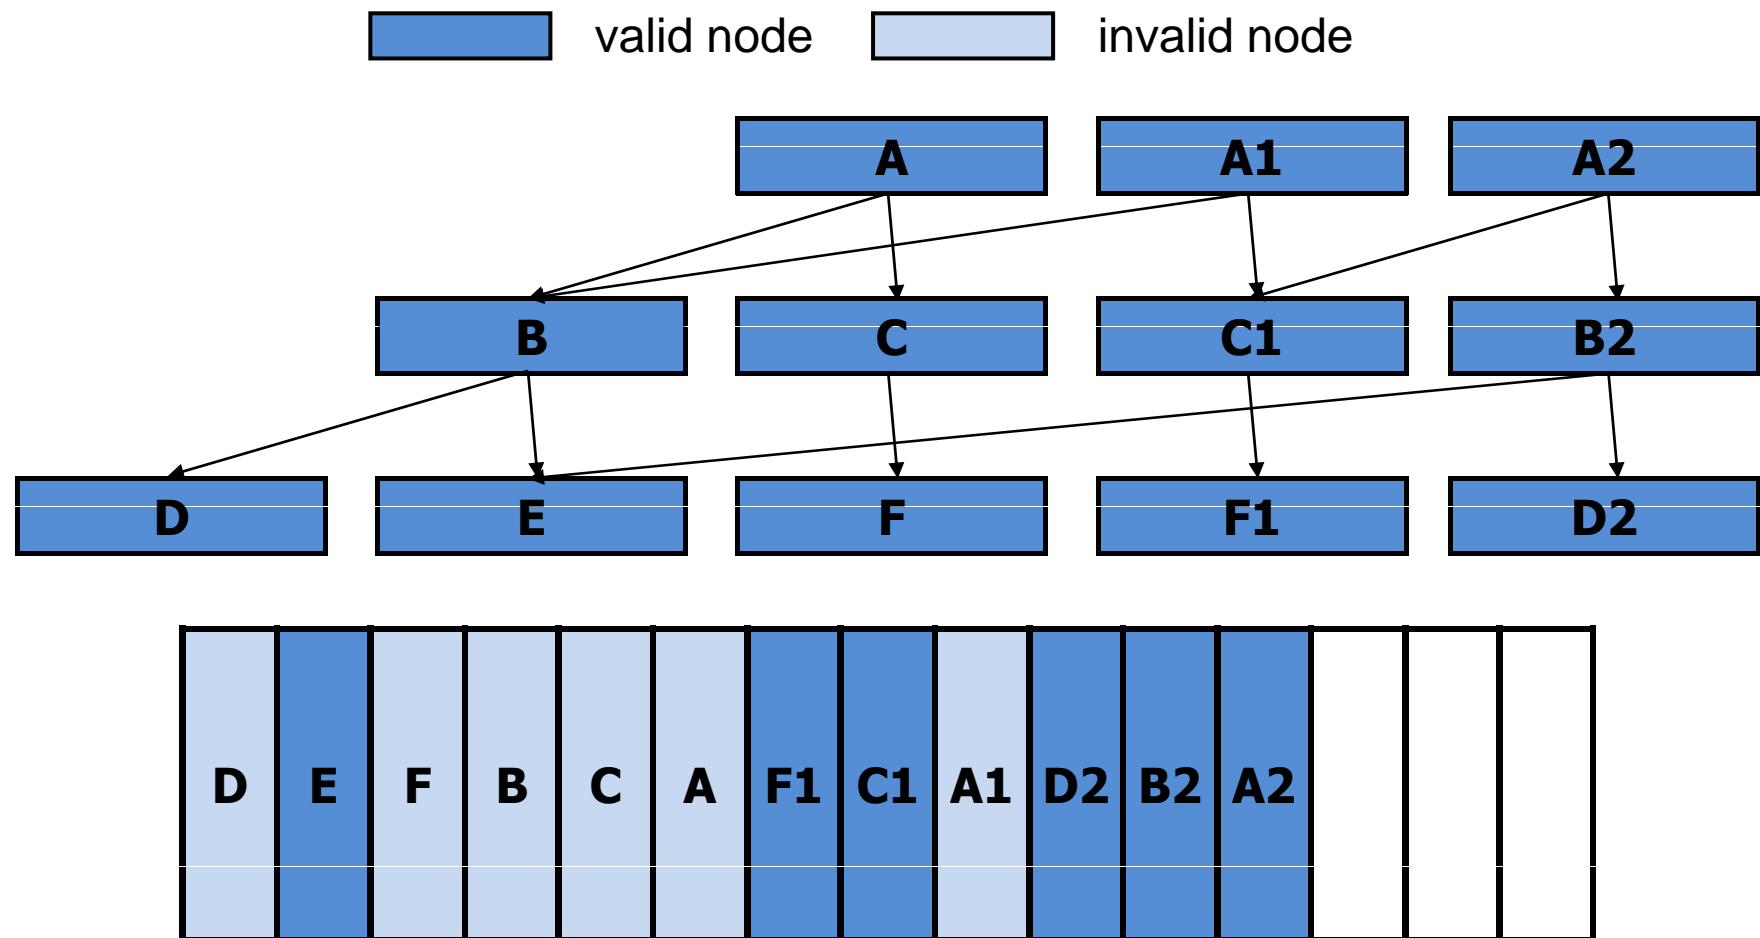 valid node invalid node
A A1 A2
B C C1 B2
D E F F1 D2
D E F B C A F1 C1 A1 D2 B2 A2